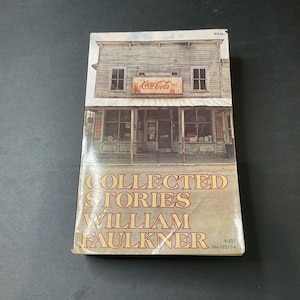 Coca-Cola
COLLECTED
STORIES
WILLIAM
FAULKNER